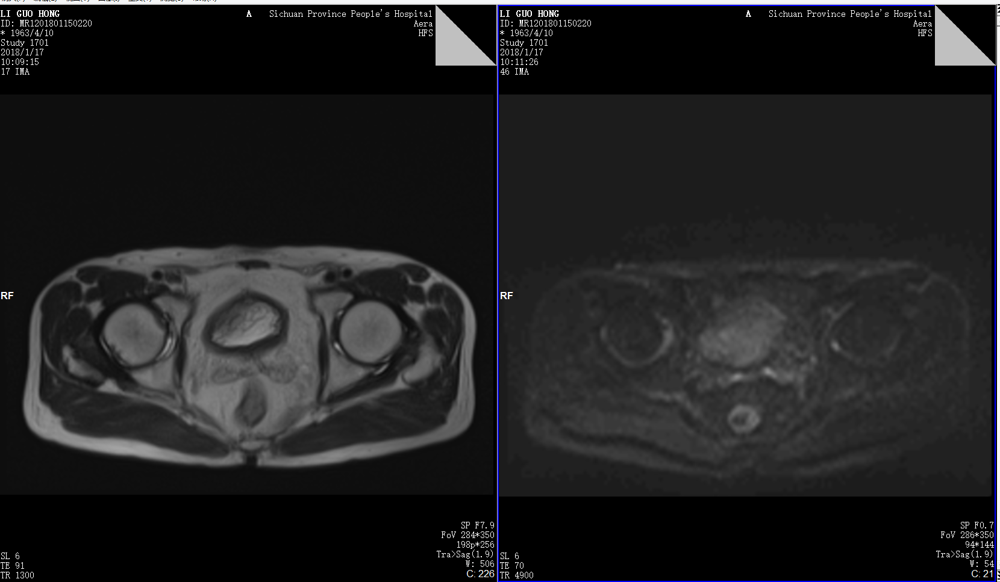 LI GUO HONG
ID: MR1201801150220
* 1963/4/10
Study 1701
2018/1/17
10:09:15
17 IMA
A
Sichuan Province People's Hospital
Aera
HFS
RF
SL 6
TE 91
TR 1300
SP F7.9
FoV 284*350
198p*256
Tra>Sag(1.9)
W: 506
C: 226
LI GUO HONG
ID: MR1201801150220
* 1963/4/10
Study 1701
2018/1/17
10:11:26
46 IMA
A
Sichuan Province People's Hospital
Aera
HFS
RF
SL 6
TE 70
TR 4900
SP F0.7
FoV 286*350
94*144
Tra>Sag(1.9)
W: 54
C: 21